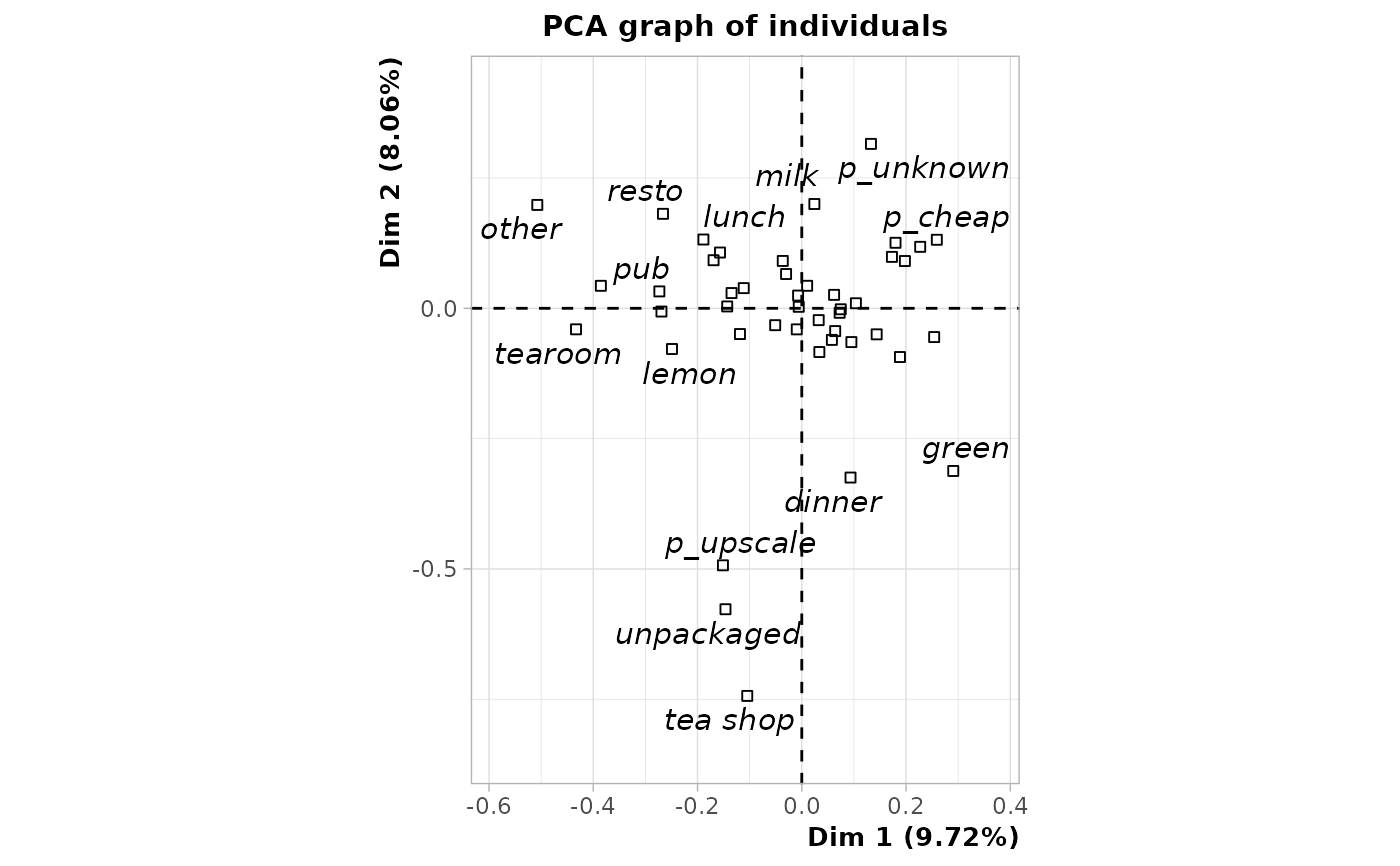 PCA graph of individuals
Dim 2 (8.06%)
p_unknown
milk
resto
p_cheap
lunch
other
pub
0.0
tearoom
lemon
green
dinner
p_upscale
-0.5
unpackaged
tea shop
-0.6 -0.4 -0.2 0.0 0.2 0.4
Dim 1 (9.72%)